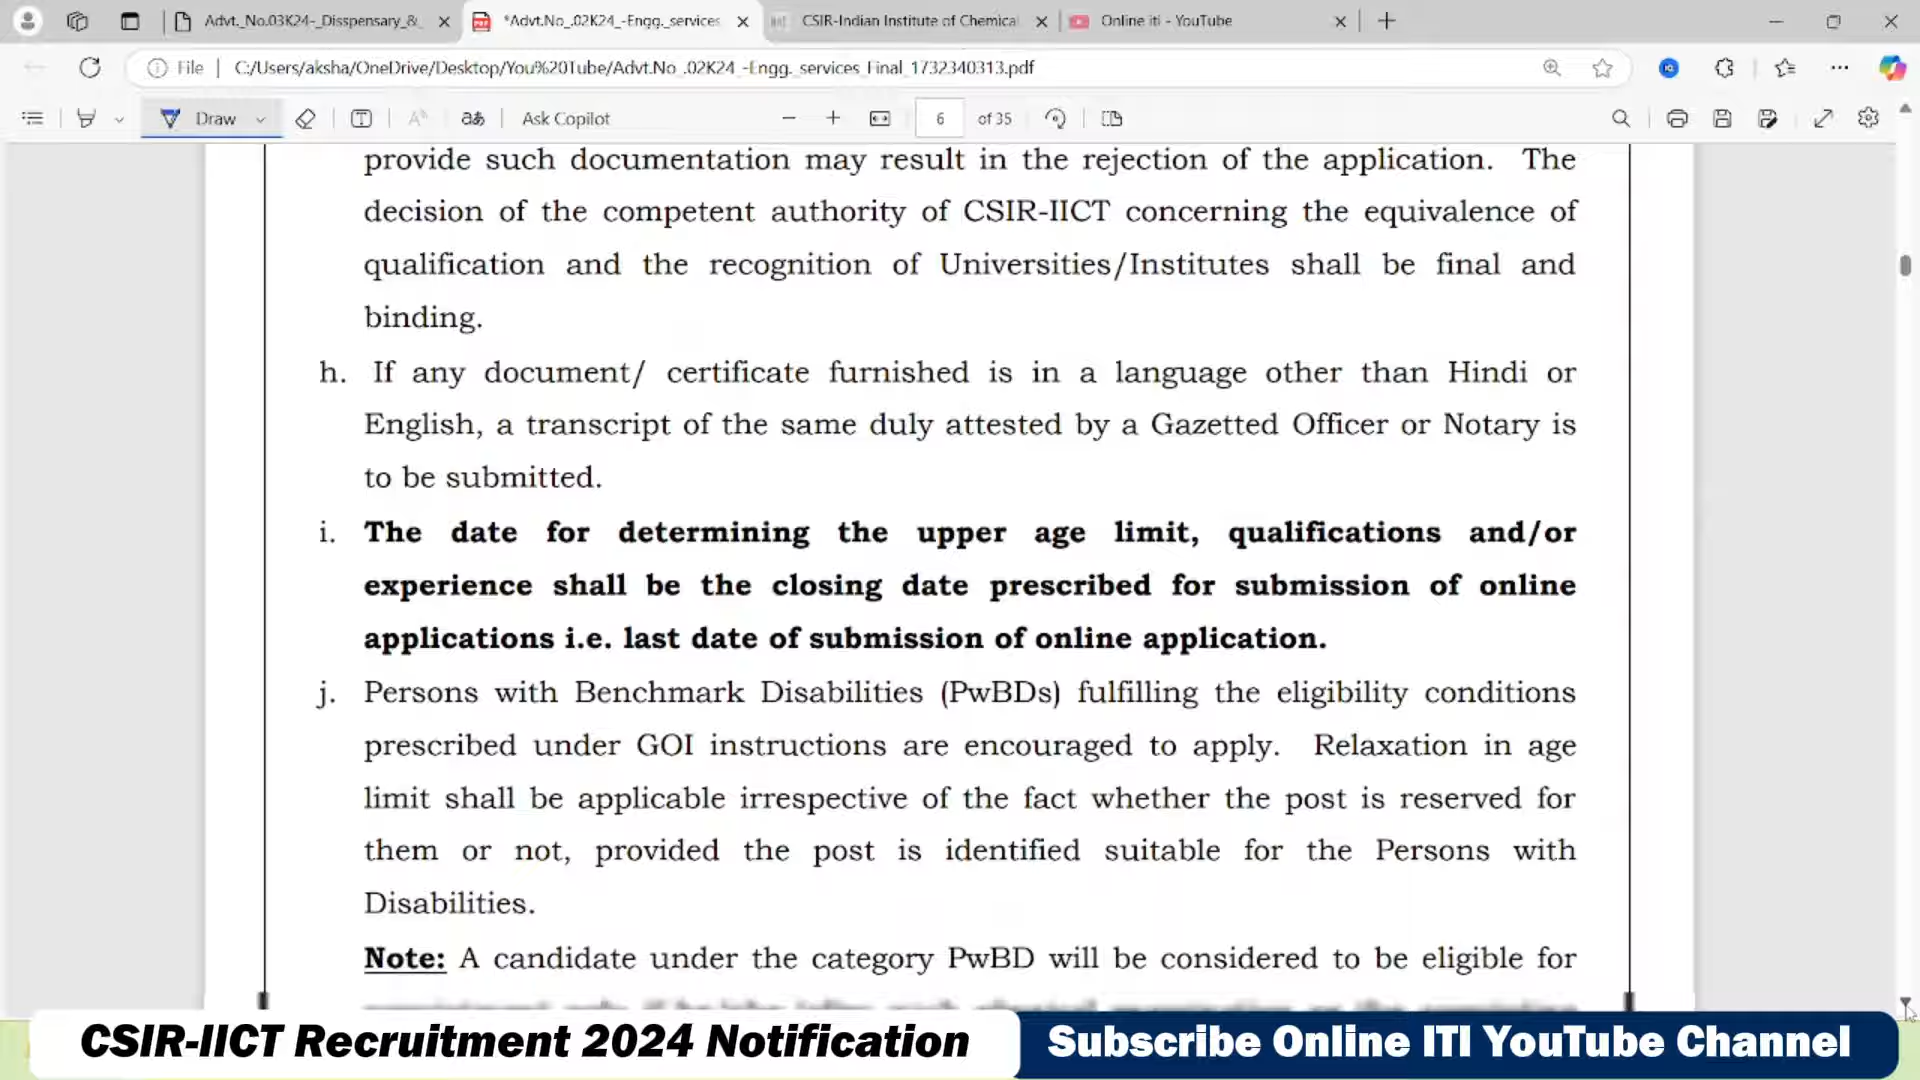 Advt._No.03K24-_Disspensary_&_
*Advt.No_.02K24_-Engg._services
CSIR-Indian Institute of Chemica
Online iti - YouTube
File
C:/Users/aksha/OneDrive/Desktop/You%20Tube/Advt.No_.02K24_-Engg._services_Final_1732340313.pdf
Draw
Ask Copilot
6 of 35
provide such documentation may result in the rejection of the application. The
decision of the competent authority of CSIR-IICT concerning the equivalence of
qualification and the recognition of Universities/Institutes shall be final and
binding.
h. If any document/ certificate furnished is in a language other than Hindi or
English, a transcript of the same duly attested by a Gazetted Officer or Notary is
to be submitted.
i. The date for determining the upper age limit, qualifications and/or
experience shall be the closing date prescribed for submission of online
applications i.e. last date of submission of online application.
j. Persons with Benchmark Disabilities (PwBDs) fulfilling the eligibility conditions
prescribed under GOI instructions are encouraged to apply. Relaxation in age
limit shall be applicable irrespective of the fact whether the post is reserved for
them or not, provided the post is identified suitable for the Persons with
Disabilities.
Note: A candidate under the category PwBD will be considered to be eligible for
CSIR-IICT Recruitment 2024 Notification
Subscribe Online ITI YouTube Channel